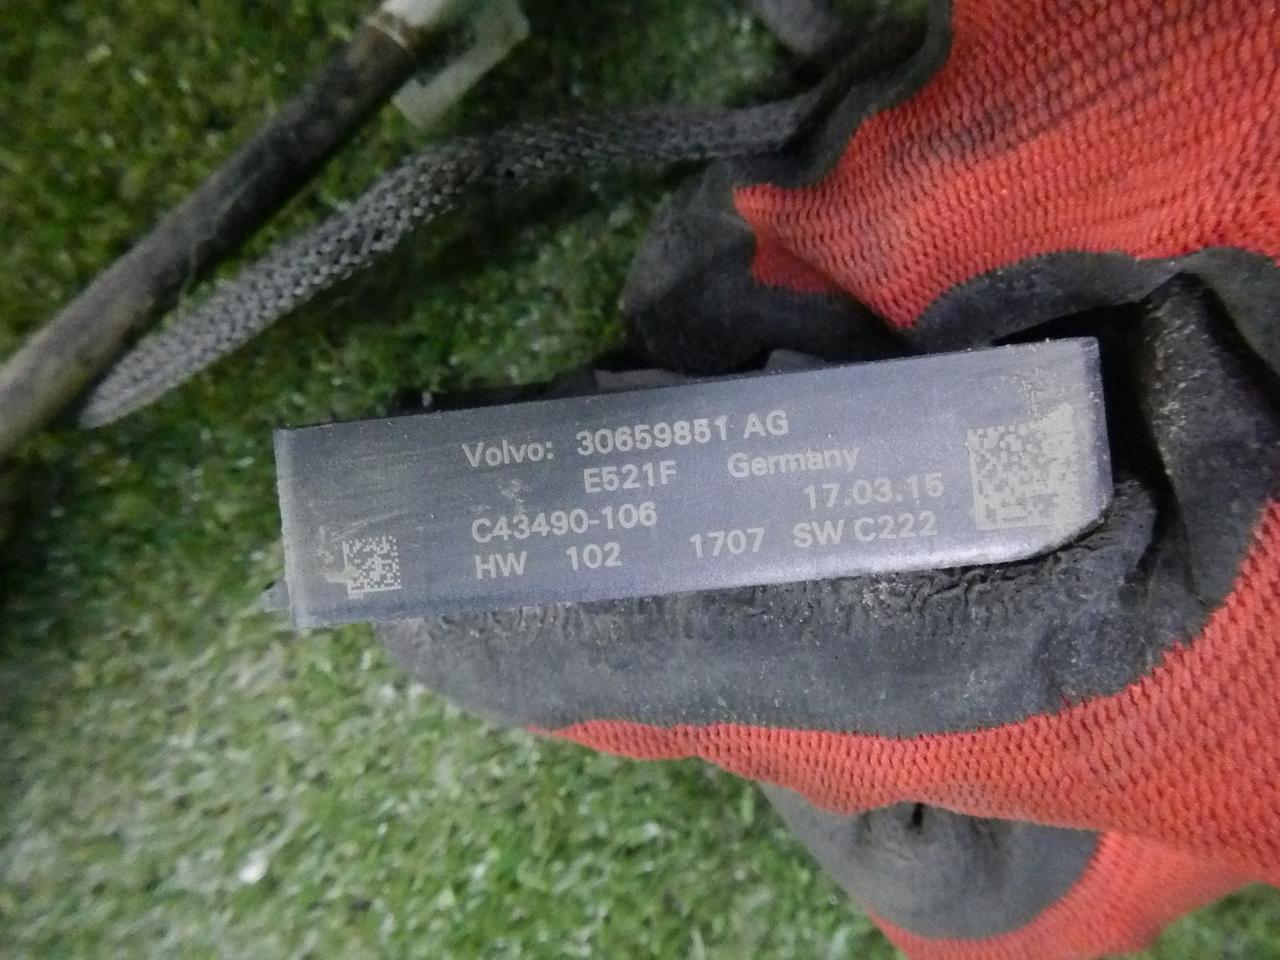 Volvo: 30659851 AG
E521F Germany
C43490-106 17.03.15
HW 102 1707 SW C222